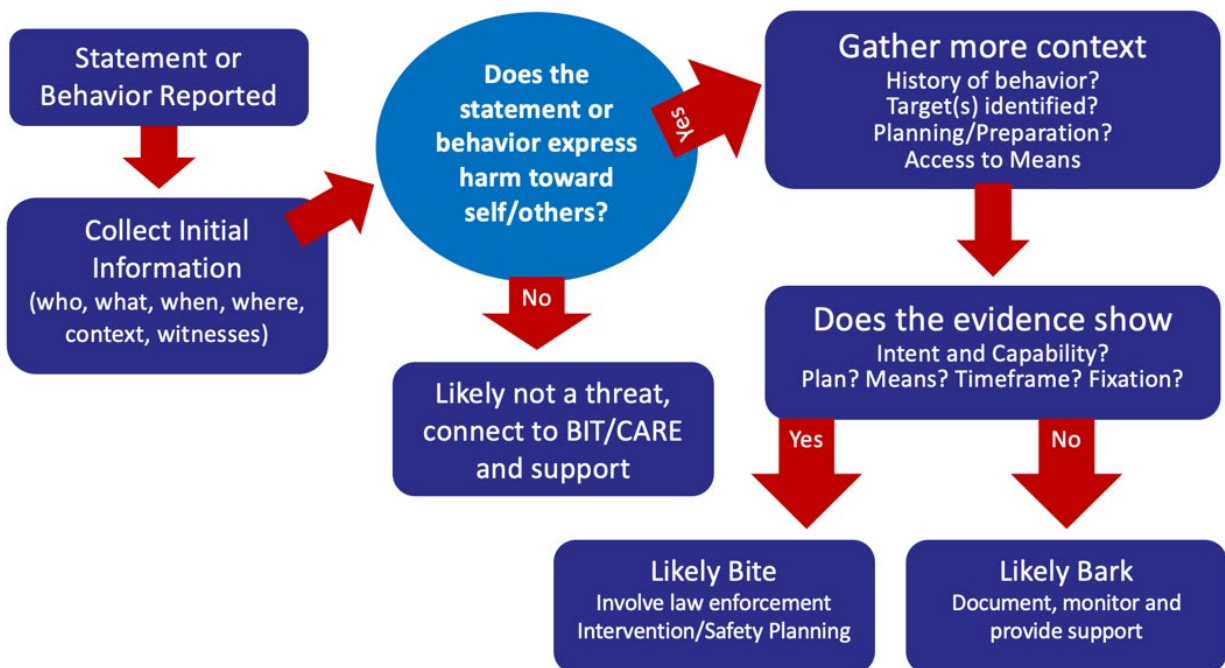 Statement or
Behavior Reported
Collect Initial
Information
(who, what, when, where,
context, witnesses)
Does the
statement or
behavior express
harm toward
self/others?
Yes
Gather more context
History of behavior?
Target(s) identified?
Planning/Preparation?
Access to Means
No
Likely not a threat,
connect to BIT/CARE
and support
Does the evidence show
Intent and Capability?
Plan? Means? Timeframe? Fixation?
Yes
No
Likely Bite
Involve law enforcement
Intervention/Safety Planning
Likely Bark
Document, monitor and
provide support